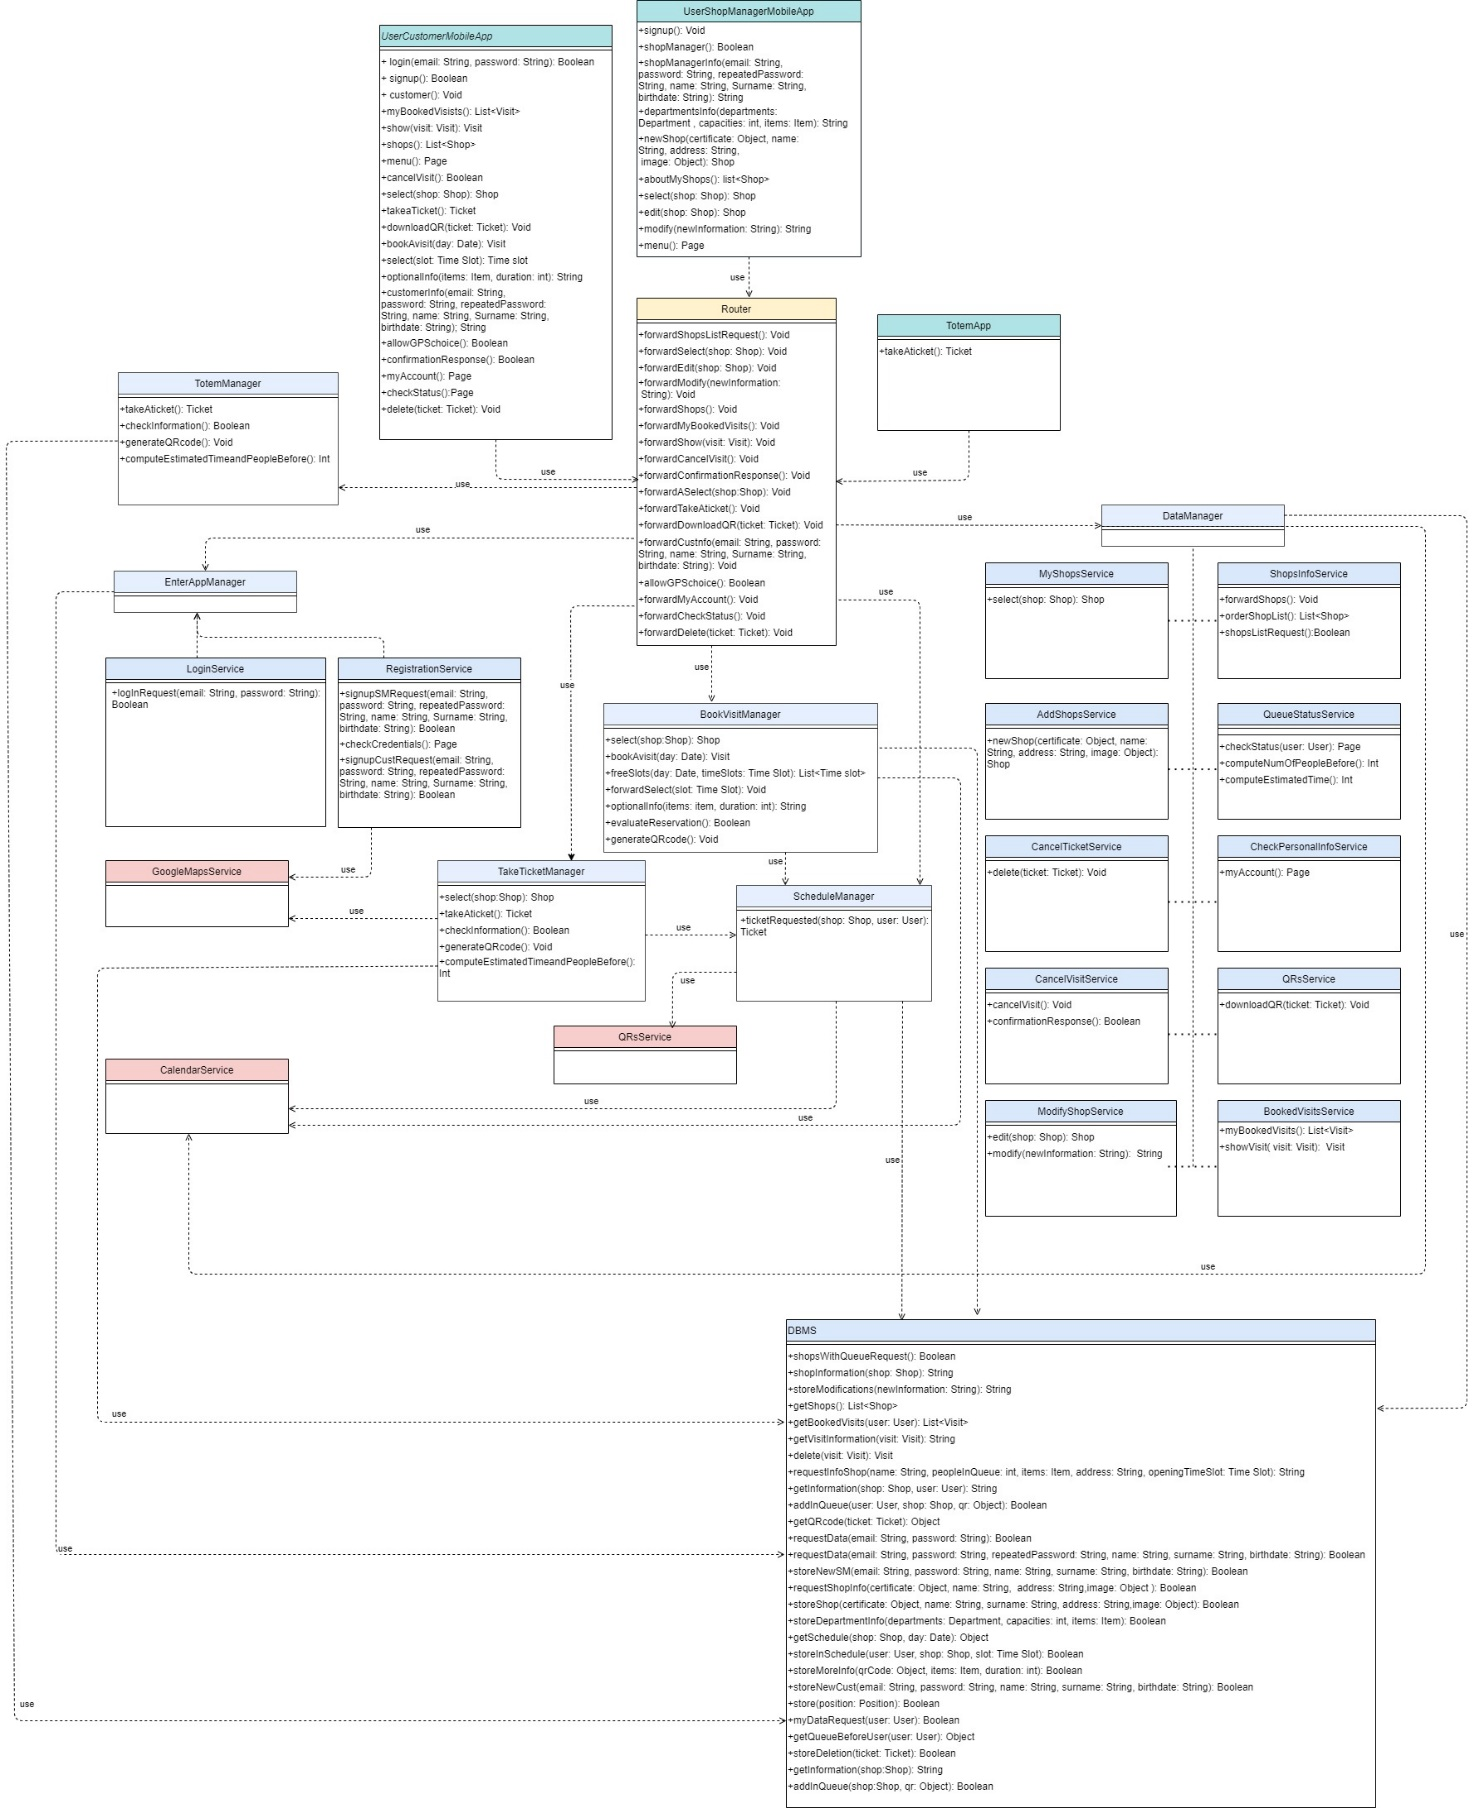 UserShopManagerMobileApp
+signup(): Void
+shopManager(): Boolean
+shopManagerInfo(email: String,
password: String, repeatedPassword:
String, name: String, Surname: String,
birthdate: String): String
+departmentsInfo(departments:
Department , capacities: int, items: Item): String
+newShop(certificate: Object, name:
String, address: String,
image: Object): Shop
+aboutMyShops(): list<Shop>
+select(shop: Shop): Shop
+edit(shop: Shop): Shop
+modify(newInformation: String): String
+menu(): Page
UserCustomerMobileApp
+ login(email: String, password: String): Boolean
+ signup(): Boolean
+ customer(): Void
+myBookedVisists(): List<Visit>
+show(visit: Visit): Visit
+shops(): List<Shop>
+menu(): Page
+cancelVisit(): Boolean
+select(shop: Shop): Shop
+takeaTicket(): Ticket
+downloadQR(ticket: Ticket): Void
+bookAvisit(day: Date): Visit
+select(slot: Time Slot): Time slot
+optionalInfo(items: Item, duration: int): String
+customerInfo(email: String,
password: String, repeatedPassword:
String, name: String, Surname: String,
birthdate: String); String
+allowGPSchoice(): Boolean
+confirmationResponse(): Boolean
+myAccount(): Page
+checkStatus():Page
+delete(ticket: Ticket): Void
use
Router
+forwardShopsListRequest(): Void
+forwardSelect(shop: Shop): Void
+forwardEdit(shop: Shop): Void
+forwardModify(newInformation:
String): Void
+forwardShops(): Void
+forwardMyBookedVisits(): Void
+forwardShow(visit: Visit): Void
+forwardCancelVisit(): Void
+forwardConfirmationResponse(): Void
+forwardASelect(shop:Shop): Void
+forwardTakeAticket(): Void
+forwardDownloadQR(ticket: Ticket): Void
+forwardCustnfo(email: String, password:
String, name: String, Surname: String,
birthdate: String): Void
+allowGPSchoice(): Boolean
+forwardMyAccount(): Void
+forwardCheckStatus(): Void
+forwardDelete(ticket: Ticket): Void
TotemApp
+takeAticket(): Ticket
TotemManager
+takeAticket(): Ticket
+checkInformation(): Boolean
+generateQRcode(): Void
+computeEstimatedTimeandPeopleBefore(): Int
use
use
use
use
use
DataManager
EnterAppManager
MyShopsService
+select(shop: Shop): Shop
ShopsInfoService
+forwardShops(): Void
+orderShopList(): List<Shop>
+shopsListRequest():Boolean
use
use
use
LoginService
+logInRequest(email: String, password: String):
Boolean
RegistrationService
+signupSMRequest(email: String,
password: String, repeatedPassword:
String, name: String, Surname: String,
birthdate: String): Boolean
+checkCredentials(): Page
+signupCustRequest(email: String,
password: String, repeatedPassword:
String, name: String, Surname: String,
birthdate: String): Boolean
BookVisitManager
+select(shop:Shop): Shop
+bookAvisit(day: Date): Visit
+freeSlots(day: Date, timeSlots: Time Slot): List<Time slot>
+forwardSelect(slot: Time Slot): Void
+optionalInfo(items: item, duration: int): String
+evaluateReservation(): Boolean
+generateQRcode(): Void
AddShopsService
+newShop(certificate: Object, name:
String, address: String, image: Object):
Shop
QueueStatusService
+checkStatus(user: User): Page
+computeNumOfPeopleBefore(): Int
+computeEstimatedTime(): Int
use
use
GoogleMapsService
use
TakeTicketManager
+select(shop:Shop): Shop
+takeAticket(): Ticket
+checkInformation(): Boolean
+generateQRcode(): Void
+computeEstimatedTimeandPeopleBefore():
Int
use
ScheduleManager
+ticketRequested(shop: Shop, user: User):
Ticket
use
CancelTicketService
+delete(ticket: Ticket): Void
CheckPersonalInfoService
+myAccount(): Page
use
CancelVisitService
+cancelVisit(): Void
+confirmationResponse(): Boolean
QRsService
+downloadQR(ticket: Ticket): Void
QRsService
CalendarService
use
use
use
ModifyShopService
+edit(shop: Shop): Shop
+modify(newInformation: String): String
BookedVisitsService
+myBookedVisits(): List<Visit>
+showVisit( visit: Visit): Visit
use
DBMS
+shopsWithQueueRequest(): Boolean
+shopInformation(shop: Shop): String
+storeModifications(newInformation: String): String
+getShops(): List<Shop>
+getBookedVisits(user: User): List<Visit>
+getVisitInformation(visit: Visit): String
+delete(visit: Visit): Visit
+requestInfoShop(name: String, peopleInQueue: int, items: Item, address: String, openingTimeSlot: Time Slot): String
+getInformation(shop: Shop, user: User): String
+addInQueue(user: User, shop: Shop, qr: Object): Boolean
+getQRcode(ticket: Ticket): Object
+requestData(email: String, password: String): Boolean
+requestData(email: String, password: String, repeatedPassword: String, name: String, surname: String, birthdate: String): Boolean
+storeNewSM(email: String, password: String, name: String, surname: String, birthdate: String): Boolean
+requestShopInfo(certificate: Object, name: String, address: String,image: Object ): Boolean
+storeShop(certificate: Object, name: String, surname: String, address: String,image: Object): Boolean
+storeDepartmentInfo(departments: Department, capacities: int, items: Item): Boolean
+getSchedule(shop: Shop, day: Date): Object
+storeInSchedule(user: User, shop: Shop, slot: Time Slot): Boolean
+storeMoreInfo(qrCode: Object, items: Item, duration: int): Boolean
+storeNewCust(email: String, password: String, name: String, surname: String, birthdate: String): Boolean
+store(position: Position): Boolean
+myDataRequest(user: User): Boolean
+getQueueBeforeUser(user: User): Object
+storeDeletion(ticket: Ticket): Boolean
+getInformation(shop:Shop): String
+addInQueue(shop:Shop, qr: Object): Boolean
use
use
use